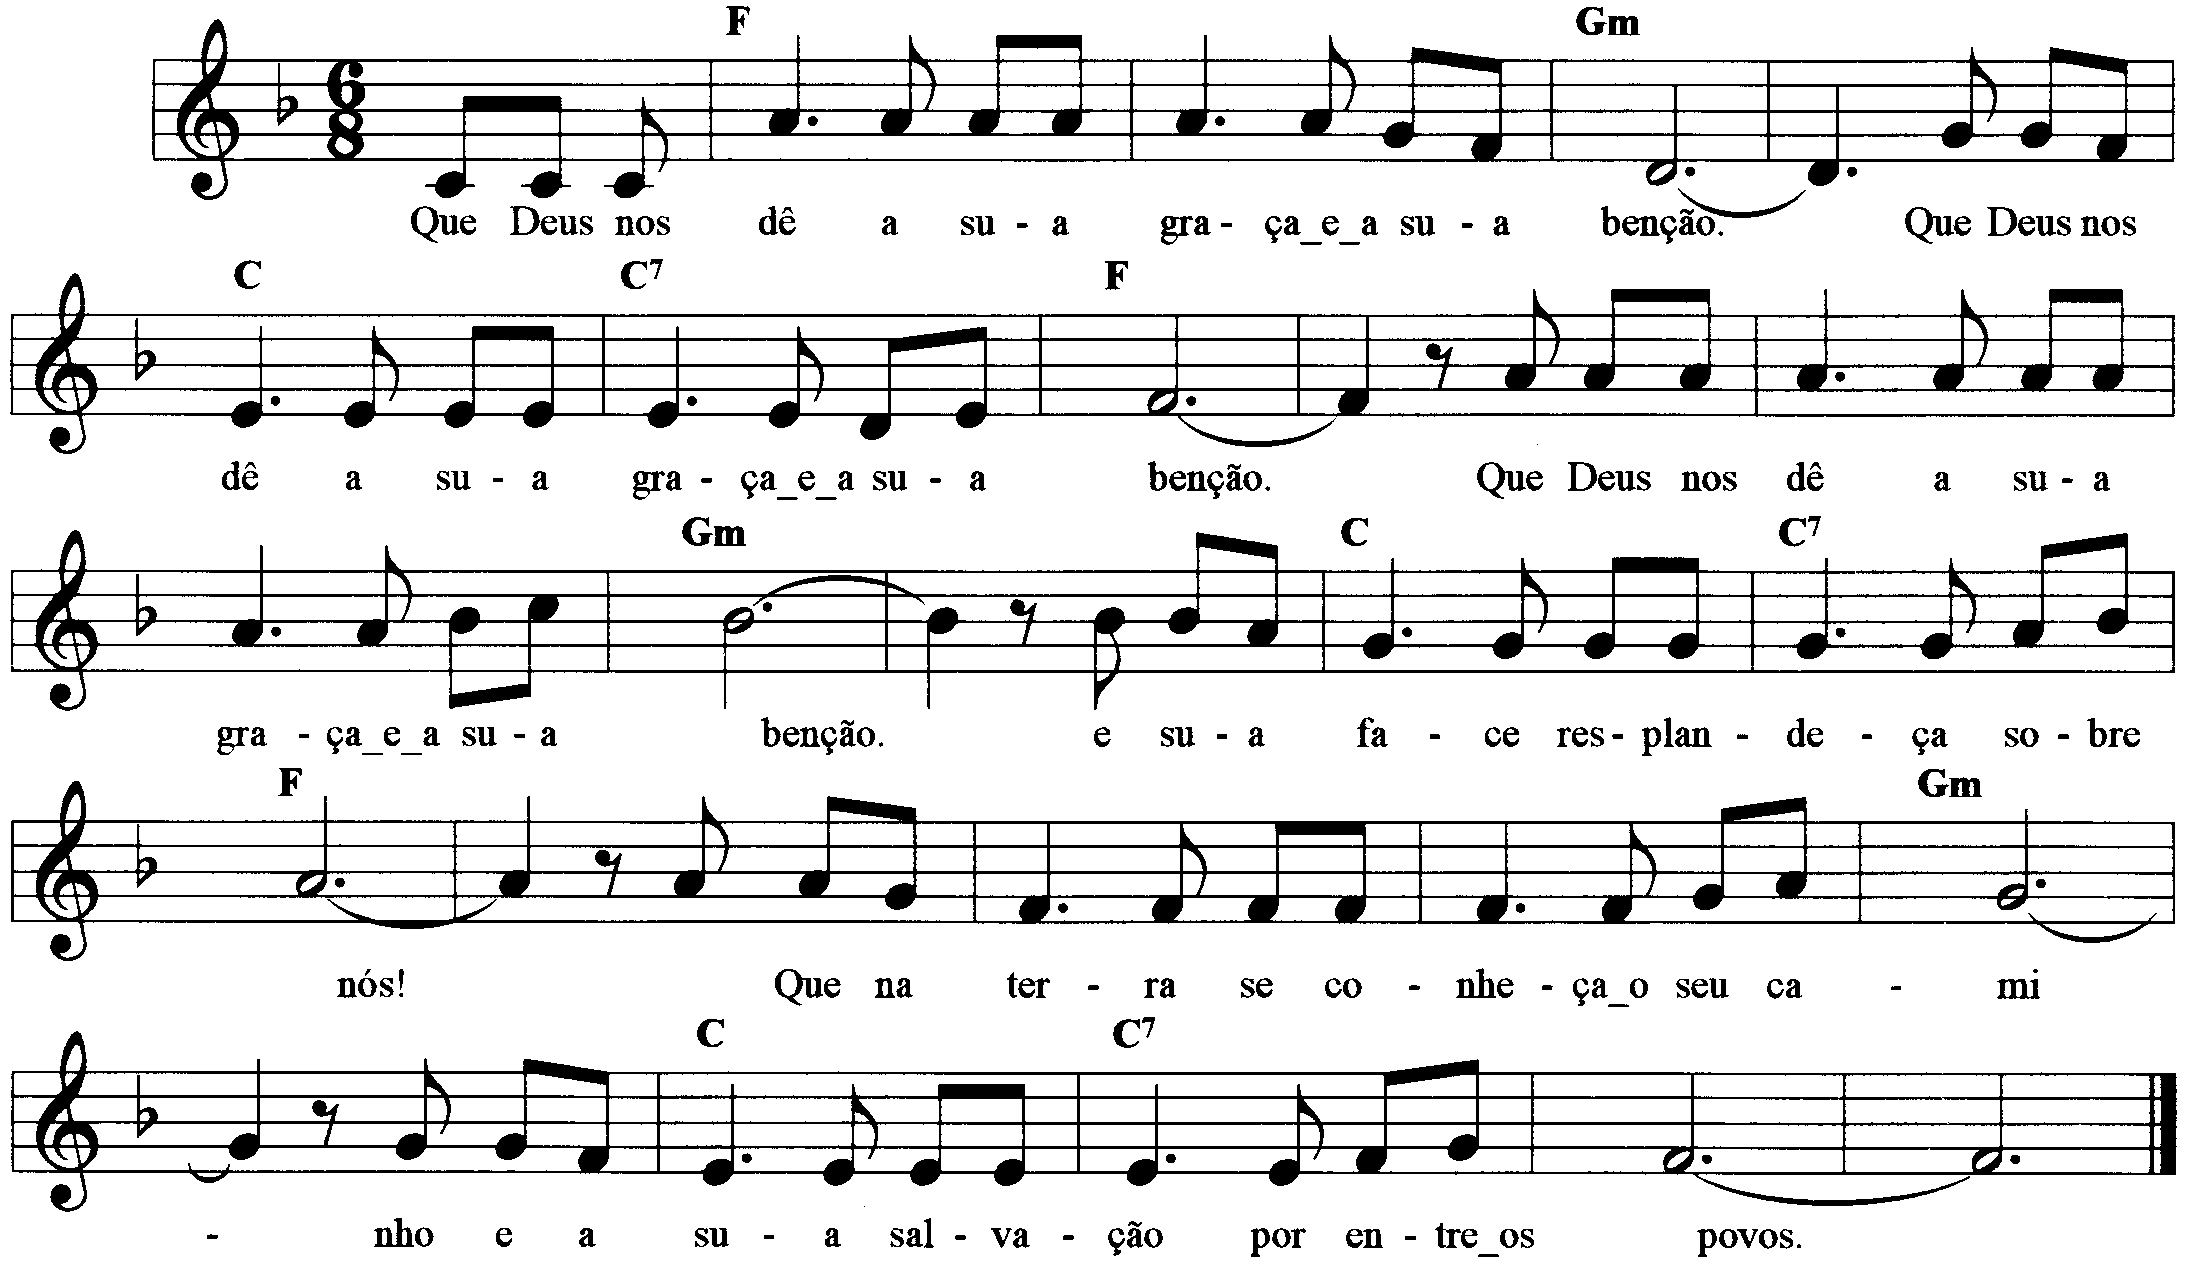 F Gm
6
8
Que Deus nos dê a su - a gra - ça_e_a su - a benção. Que Deus nos
C C7 F
dê a su - a gra - ça_e_a su - a benção. Que Deus nos dê a su - a
Gm C C7
gra - ça_e_a su - a benção. e su - a fa - ce res - plan - de - ça so - bre
F Gm
nós! Que na ter - ra se co - nhe - ça_o seu ca - mi
C C7
- nho e a su - a sal - va - ção por en - tre_os povos.